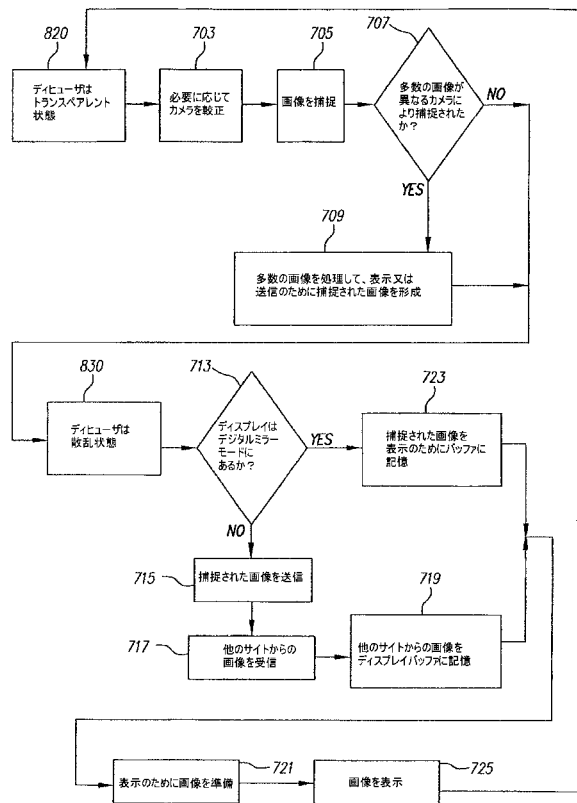 820
ディヒューザは
トランスペアレント
状態
703
必要に応じて
カメラを較正
705
画像を捕捉
707
多数の画像が
異なるカメラに
より捕捉された
か？
NO
YES
709
多数の画像を処理して、表示又は
送信のために捕捉された画像を形成
830
ディヒューザは
散乱状態
713
ディスプレイは
デジタルミラー
モードに
あるか？
YES
NO
723
捕捉された画像を
表示のためにバッファに
記憶
715
捕捉された画像を送信
717
他のサイトからの
画像を受信
719
他のサイトからの画像を
ディスプレイバッファに記憶
721
表示のために画像を準備
725
画像を表示